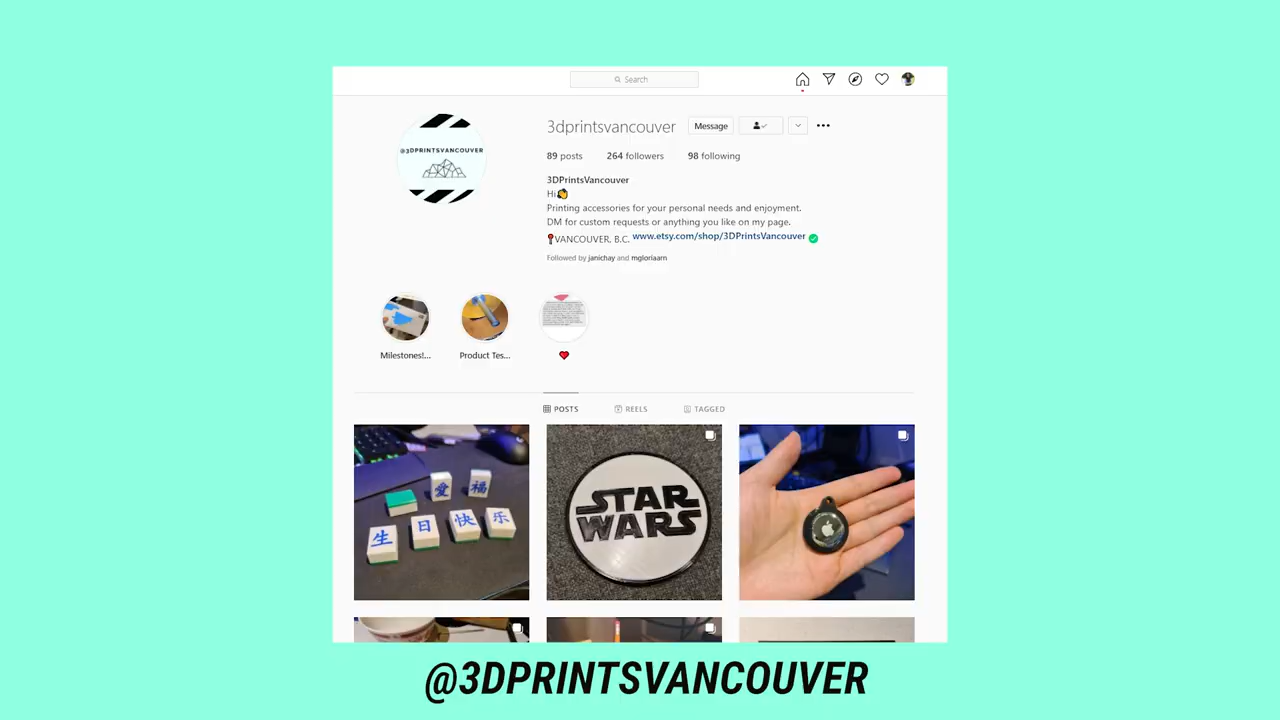 Search
@3DPRINTSVANCOUVER
3dprintsvancouver
Message
89 posts 264 followers 98 following
3DPrintsVancouver
Hi👋
Printing accessories for your personal needs and enjoyment.
DM for custom requests or anything you like on my page.
📍VANCOUVER, B.C. www.etsy.com/shop/3DPrintsVancouver ✅
Followed by janichay and mgloriaarn
Milestones!... Product Tes... ❤
POSTS REELS TAGGED
愛 福
生 日 快 乐
STAR
WARS
@3DPRINTSVANCOUVER